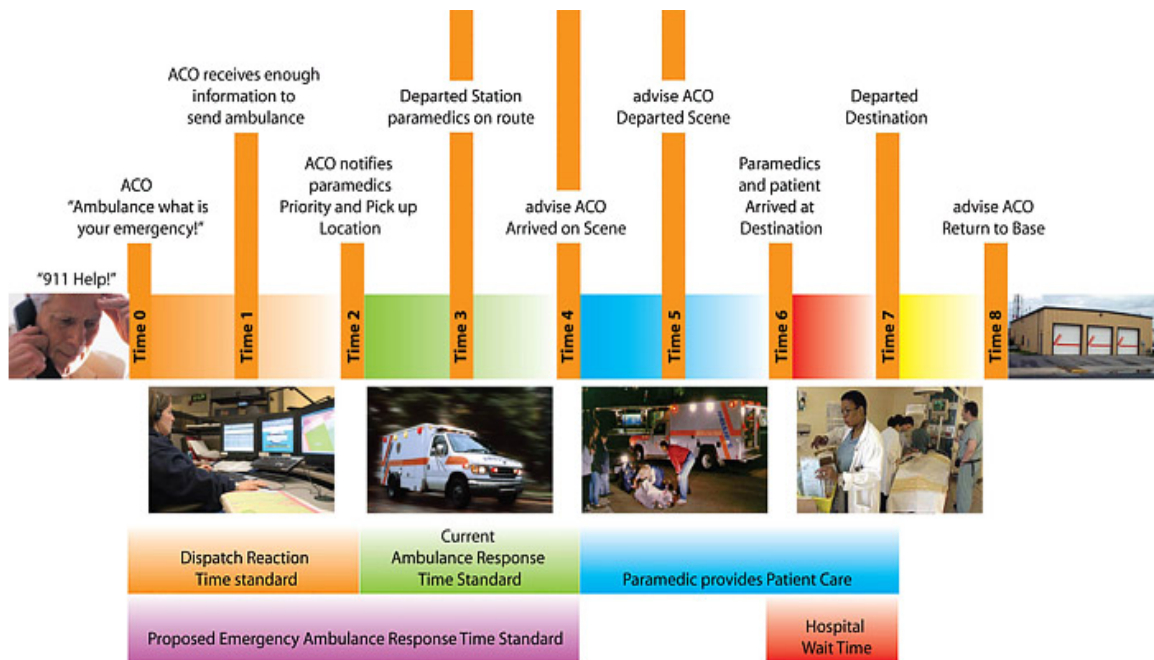 ACO receives enough
information to
send ambulance
Departed Station
paramedics on route
advise ACO
Departed Scene
Departed
Destination
ACO
"Ambulance what is
your emergency!"
ACO notifies
paramedics
Priority and Pick up
Location
advise ACO
Arrived on Scene
Paramedics
and patient
Arrived at
Destination
advise ACO
Return to Base
"911 Help!"
Time 0
Time 1
Time 2
Time 3
Time 4
Time 5
Time 6
Time 7
Time 8
Dispatch Reaction
Time standard
Current
Ambulance Response
Time Standard
Paramedic provides Patient Care
Proposed Emergency Ambulance Response Time Standard
Hospital
Wait Time